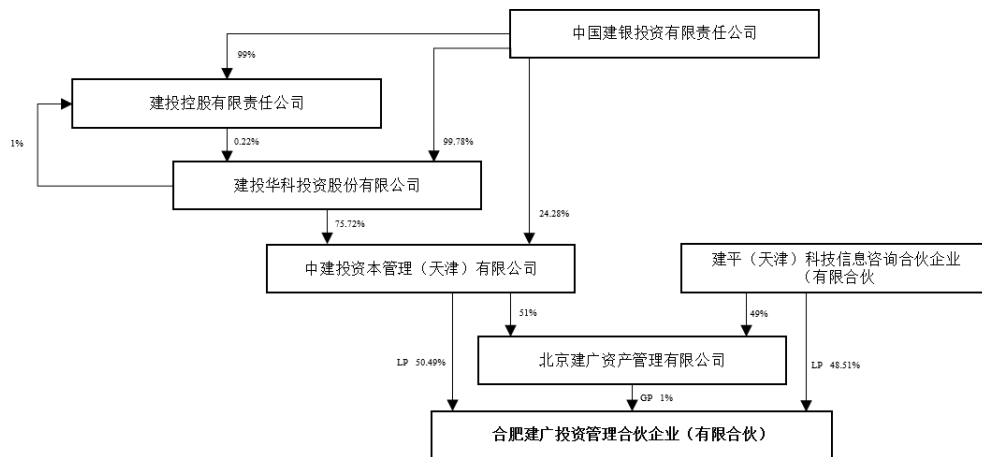 中国建银投资有限责任公司
99%
建投控股有限责任公司
1%
0.22%
99.78%
建投华科投资股份有限公司
75.72%
24.28%
中建投资本管理（天津）有限公司
建平（天津）科技信息咨询合伙企业
（有限合伙
51%
49%
LP 50.49%
北京建广资产管理有限公司
LP 48.51%
GP 1%
合肥建广投资管理合伙企业（有限合伙）